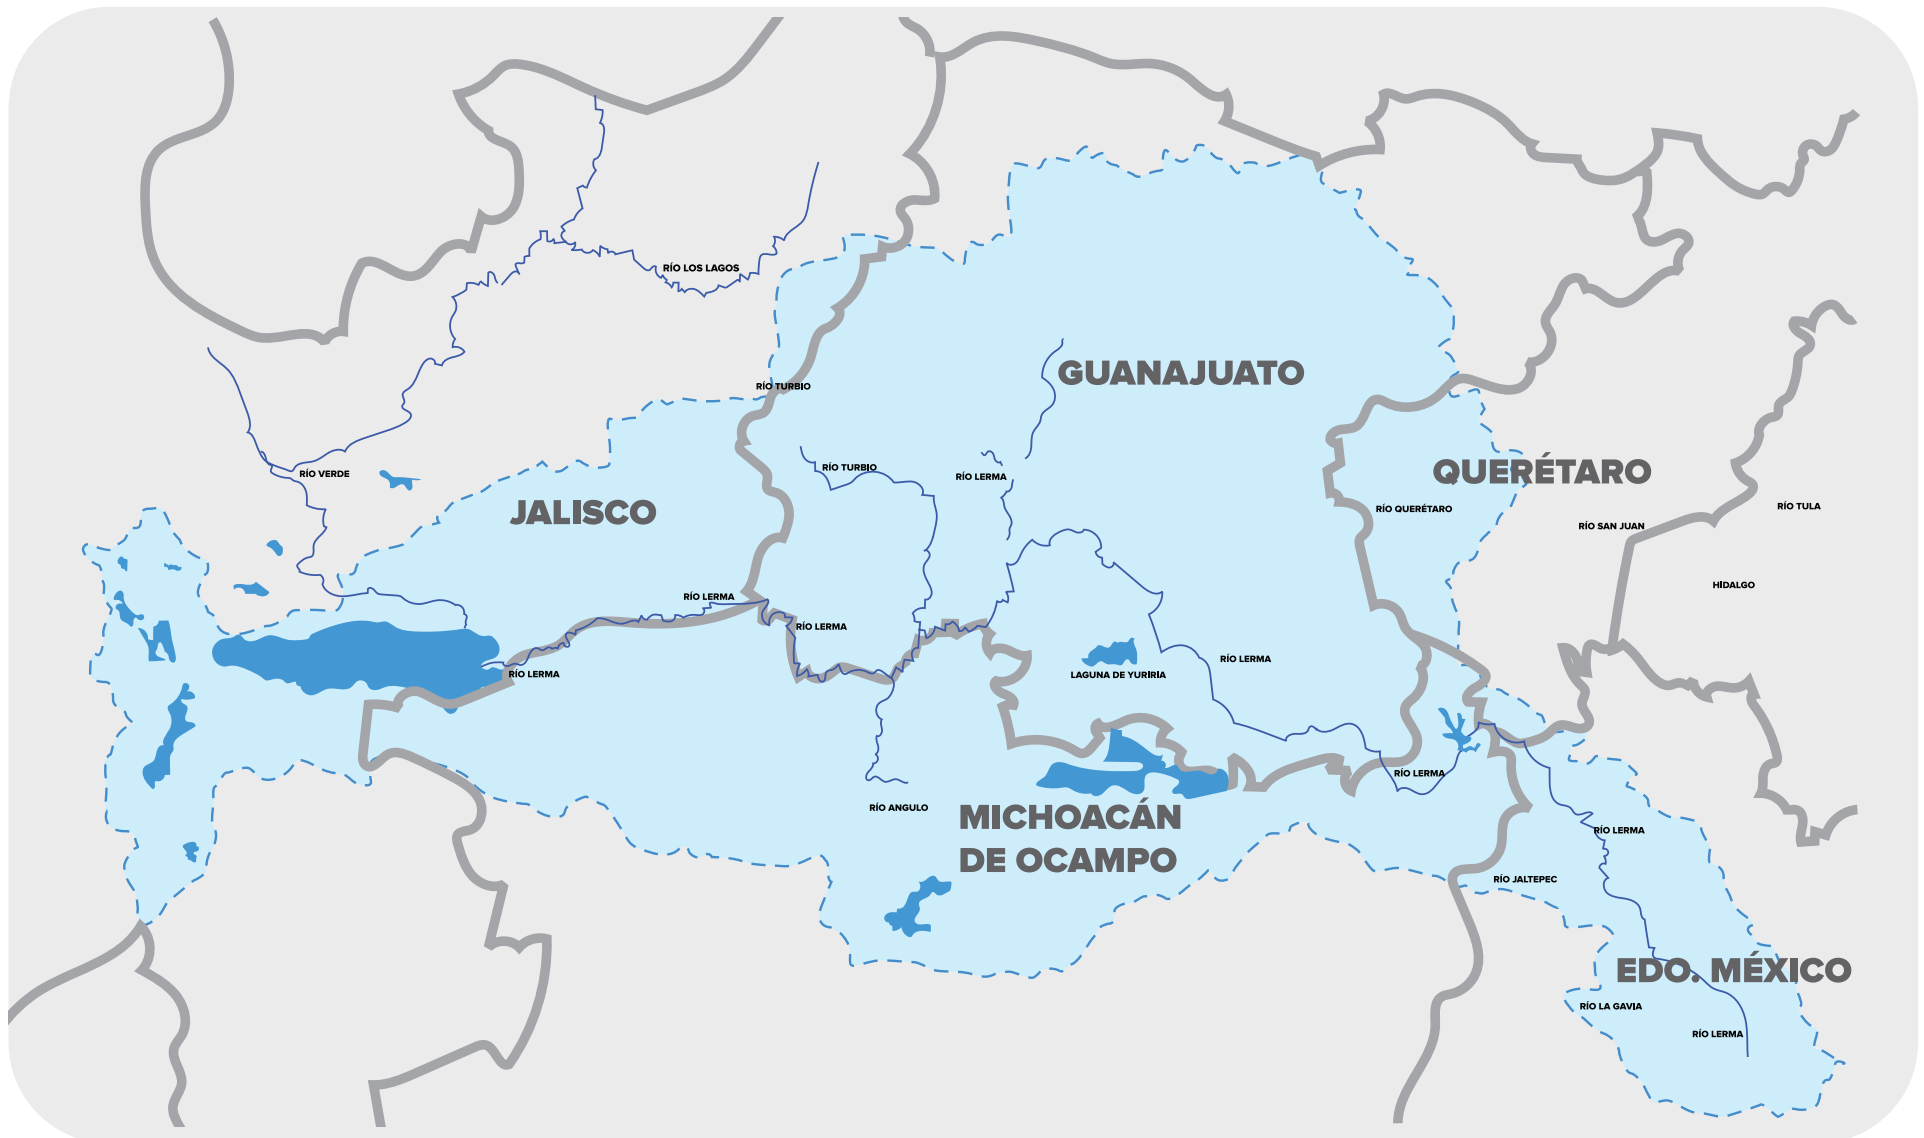 RÍO LOS LAGOS
GUANAJUATO
RÍO TURBIO
RÍO TURBIO
RÍO LERMA
QUERÉTARO
RÍO VERDE
JALISCO
RÍO QUERÉTARO
RÍO SAN JUAN
RÍO TULA
HIDALGO
RÍO LERMA
RÍO LERMA
RÍO LERMA
RÍO LERMA
LAGUNA DE YURIRIA
RÍO LERMA
RÍO ANGULO
MICHOACÁN
DE OCAMPO
RÍO LERMA
RÍO JALTEPEC
EDO. MÉXICO
RÍO LA GAVIA
RÍO LERMA